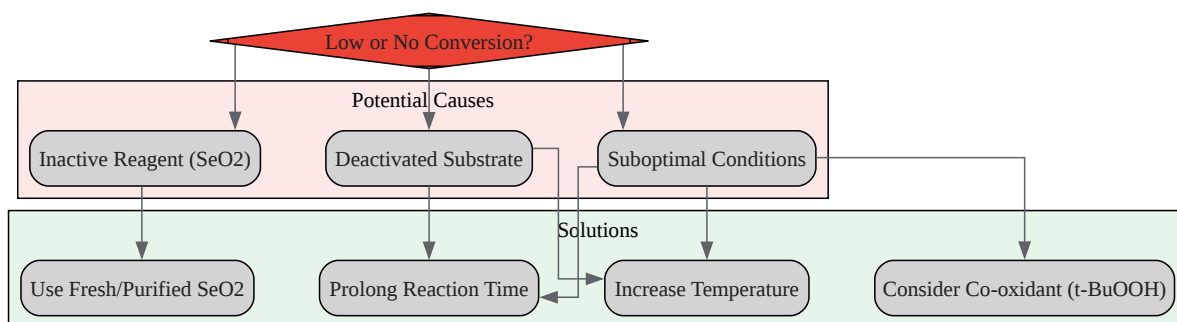 Low or No Conversion?
Potential Causes
Inactive Reagent (SeO2)
Deactivated Substrate
Suboptimal Conditions
Solutions
Use Fresh/Purified SeO2
Prolong Reaction Time
Increase Temperature
Consider Co-oxidant (t-BuOOH)